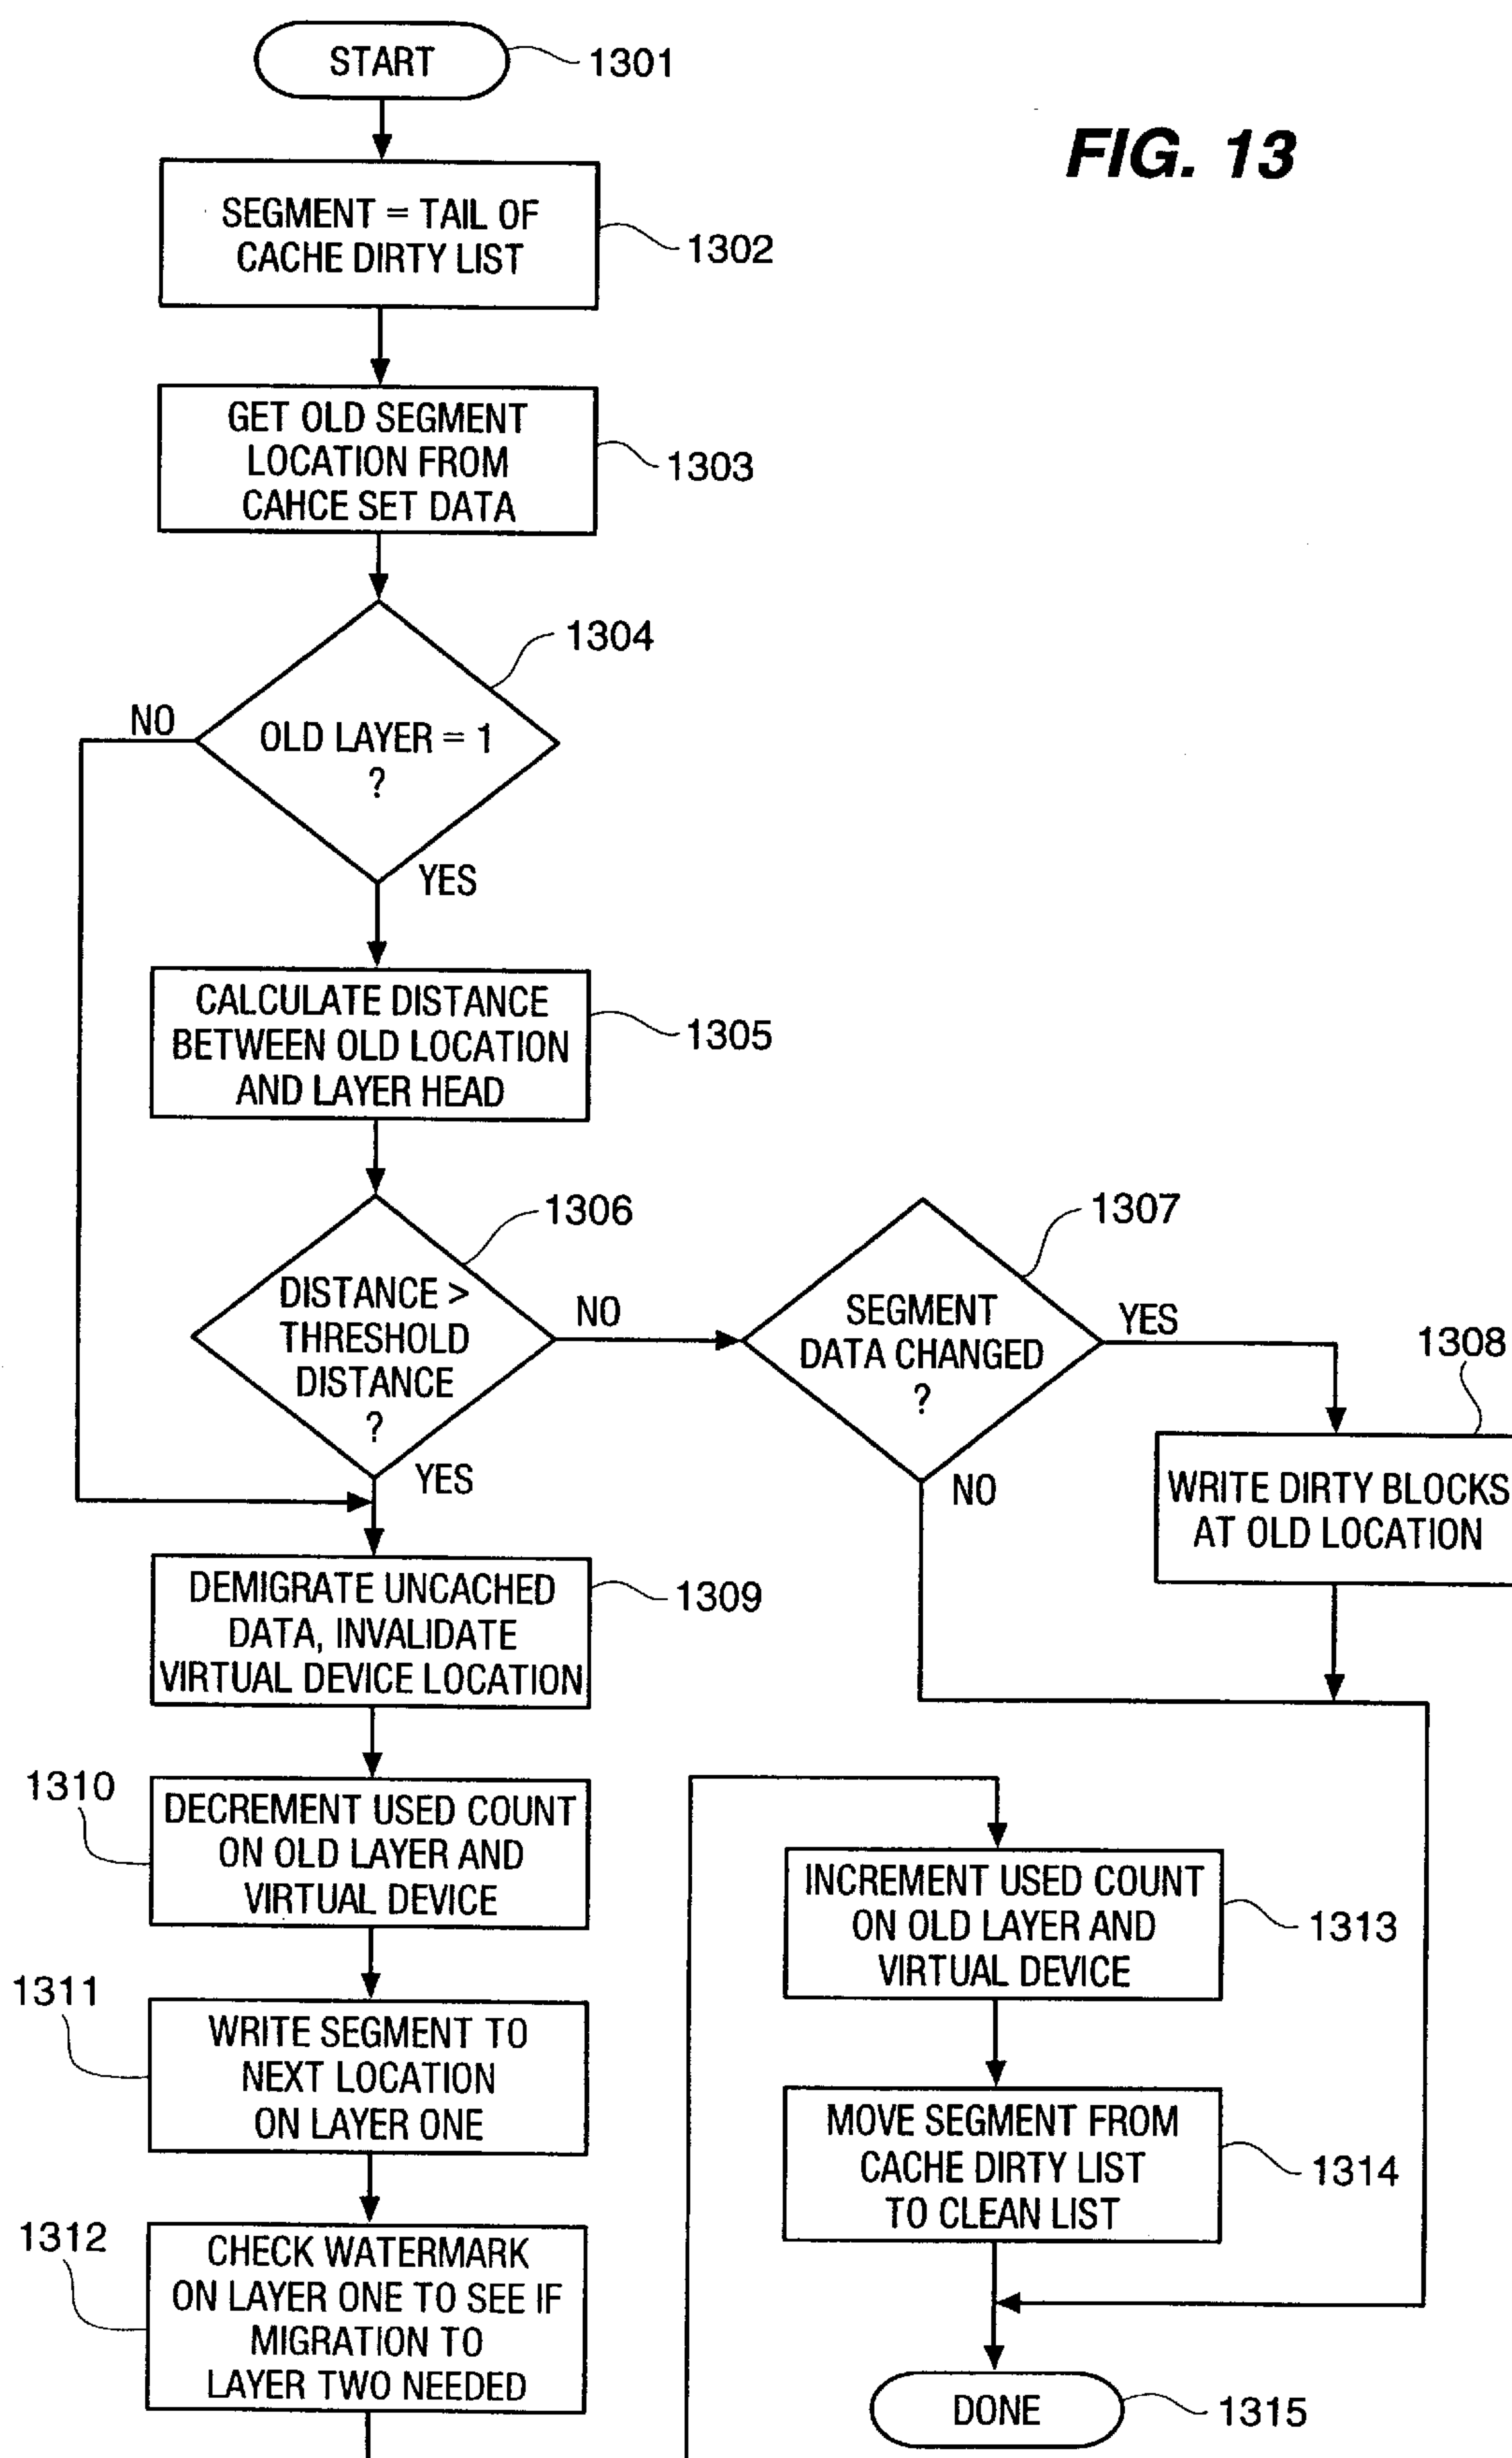 START
1301
FIG. 13
SEGMENT = TAIL OF
CACHE DIRTY LIST
1302
GET OLD SEGMENT
LOCATION FROM
CAHCE SET DATA
1303
1304
NO
OLD LAYER = 1
?
YES
CALCULATE DISTANCE
BETWEEN OLD LOCATION
AND LAYER HEAD
1305
1306
DISTANCE >
THRESHOLD
DISTANCE
?
NO
YES
1307
SEGMENT
DATA CHANGED
?
YES
NO
1308
WRITE DIRTY BLOCKS
AT OLD LOCATION
DEMIGRATE UNCACHED
DATA, INVALIDATE
VIRTUAL DEVICE LOCATION
1309
1310
DECREMENT USED COUNT
ON OLD LAYER AND
VIRTUAL DEVICE
1311
WRITE SEGMENT TO
NEXT LOCATION
ON LAYER ONE
1312
CHECK WATERMARK
ON LAYER ONE TO SEE IF
MIGRATION TO
LAYER TWO NEEDED
INCREMENT USED COUNT
ON OLD LAYER AND
VIRTUAL DEVICE
1313
MOVE SEGMENT FROM
CACHE DIRTY LIST
TO CLEAN LIST
1314
DONE
1315